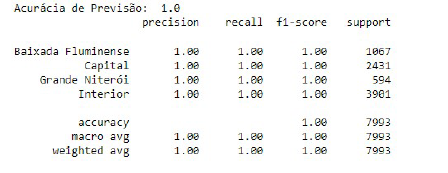 Acurácia de Previsão: 1.0
precision recall f1-score support
Baixada Fluminense 1.00 1.00 1.00 1067
Capital 1.00 1.00 1.00 2431
Grande Niterói 1.00 1.00 1.00 594
Interior 1.00 1.00 1.00 3901
accuracy 1.00 7993
macro avg 1.00 1.00 1.00 7993
weighted avg 1.00 1.00 1.00 7993